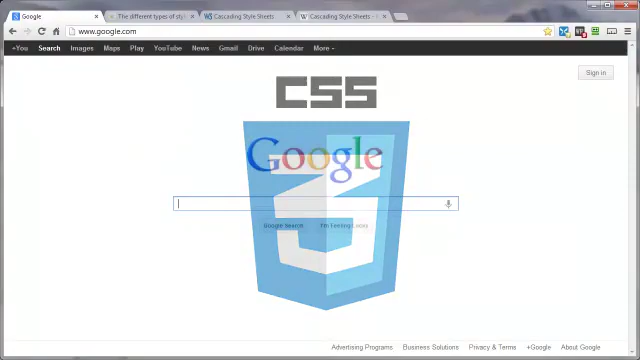 Google
The different types of styl
Cascading Style Sheets
Cascading Style Sheets -
www.google.com
+You Search Images Maps Play YouTube News Gmail Drive Calendar More
Sign in
CSS
Google
Google Search I'm Feeling Lucky
Advertising Programs Business Solutions Privacy & Terms +Google About Google